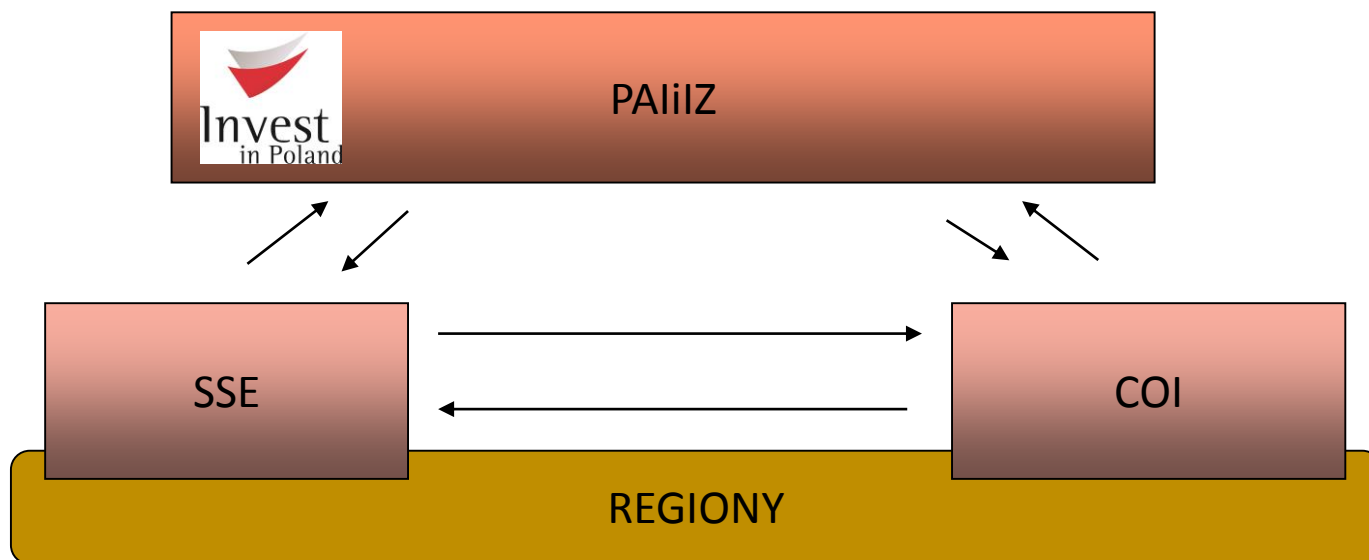 Invest
in Poland
PAIiIZ
SSE
COI
REGIONY